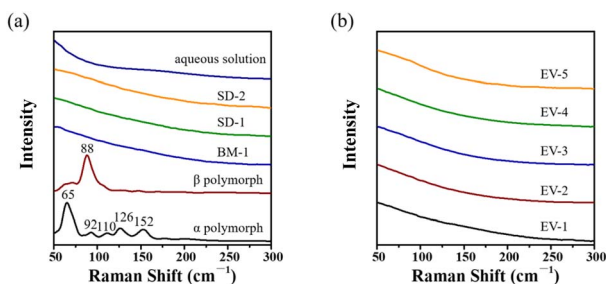 (a)
Intensity
aqueous solution
SD-2
SD-1
BM-1
88
β polymorph
65
92 110 126 152
α polymorph
50 100 150 200 250 300
Raman Shift (cm⁻¹)
(b)
Intensity
EV-5
EV-4
EV-3
EV-2
EV-1
50 100 150 200 250 300
Raman Shift (cm⁻¹)